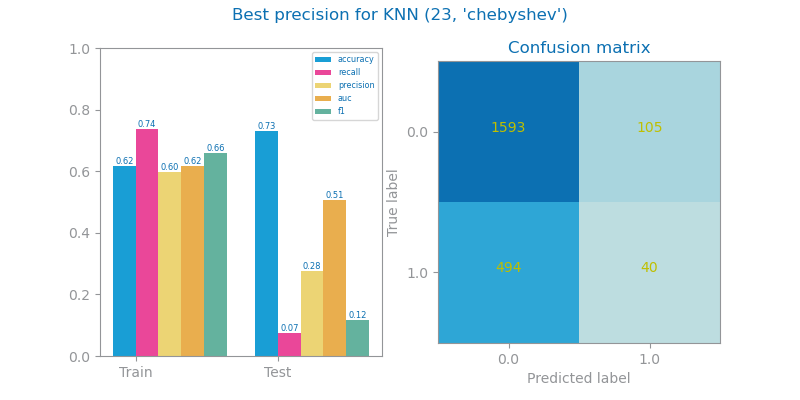 Best precision for KNN (23, 'chebyshev')
1.0
0.8
0.6
0.4
0.2
0.0
accuracy
recall
precision
auc
f1
0.62
0.74
0.60
0.62
0.66
0.73
0.07
0.28
0.51
0.12
Train
Test
Confusion matrix
True label
0.0
1.0
1593
105
494
40
0.0
1.0
Predicted label